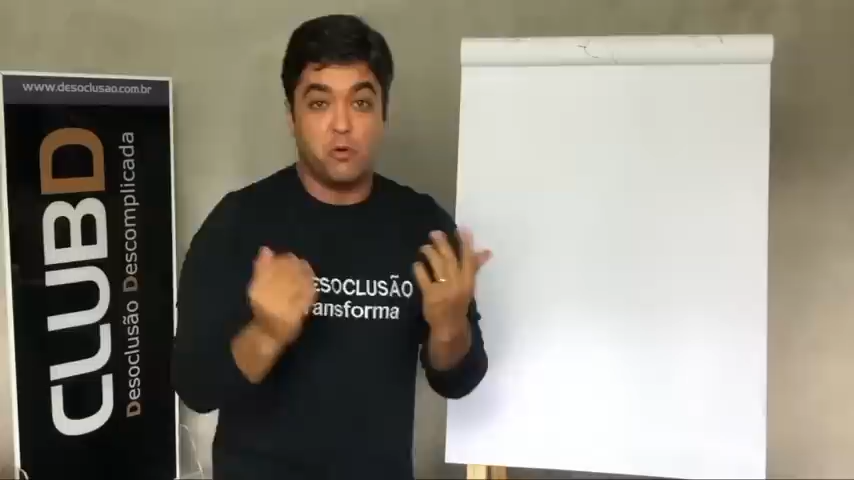 www.desoclusao.com.br
CLUBD
Desoclusão Descomplicada
ESOCLUSÃO
ansforma